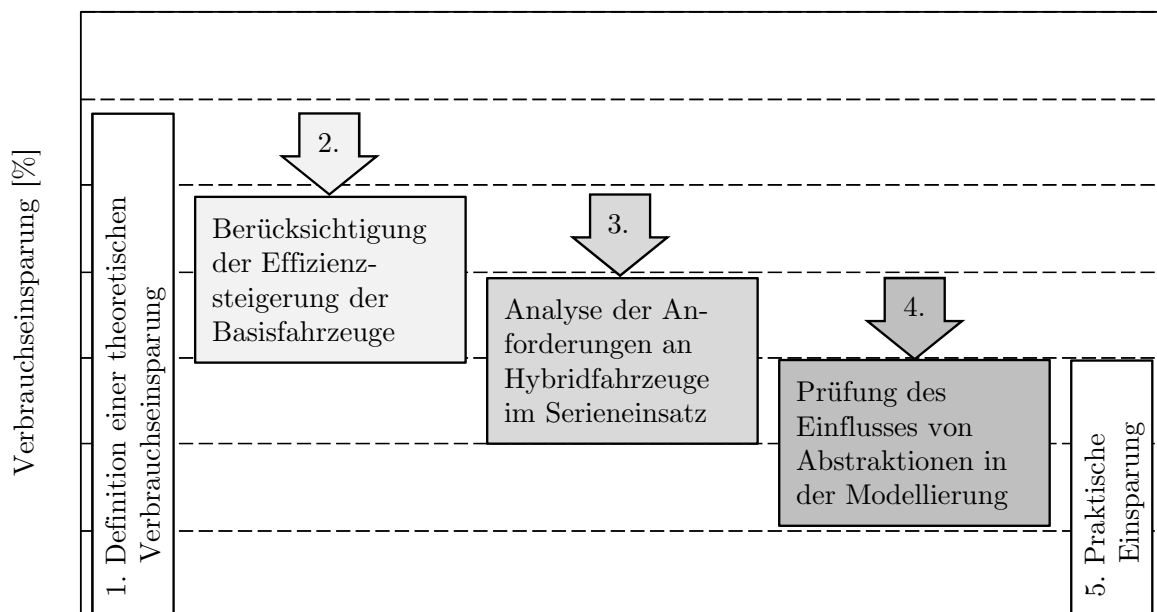 Verbrauchseinsparung [%]
1. Definition einer theoretischen
Verbrauchseinsparung
2.
Berücksichtigung
der Effizienz-
steigerung der
Basisfahrzeuge
3.
Analyse der An-
forderungen an
Hybridfahrzeuge
im Serieneinsatz
4.
Prüfung des
Einflusses von
Abstraktionen in
der Modellierung
5. Praktische
Einsparung